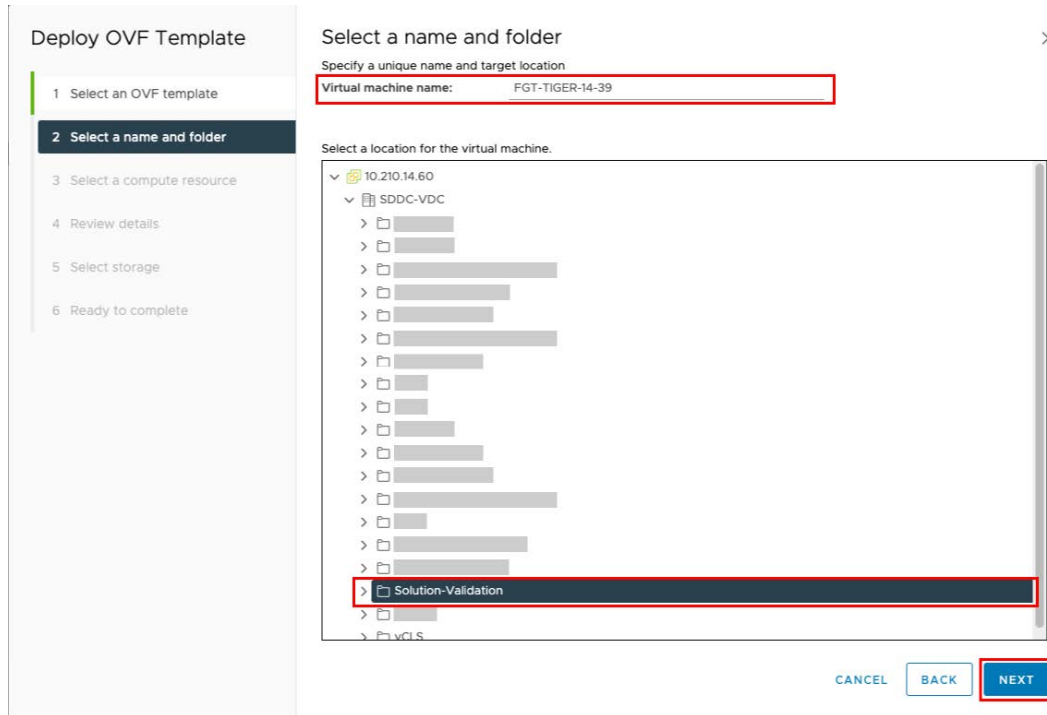 Deploy OVF Template
1 Select an OVF template
2 Select a name and folder
3 Select a compute resource
4 Review details
5 Select storage
6 Ready to complete
Select a name and folder
Specify a unique name and target location
Virtual machine name: FGT-TIGER-14-39
Select a location for the virtual machine.
10.210.14.60
SDDC-VDC
Solution-Validation
vCLS
CANCEL BACK NEXT